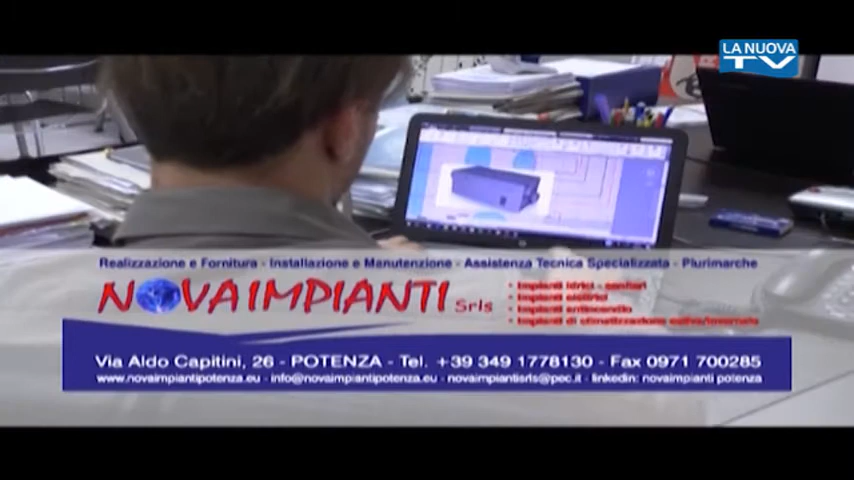 LA NUOVA
TV
Realizzazione e Fornitura - Installazione e Manutenzione - Assistenza Tecnica Specializzata - Plurimarche
NOVAIMPIANTI Srls
- Impianti idrici - sanitari
- Impianti elettrici
- Impianti antincendio
- Impianti di climatizzazione estiva/invernale
Via Aldo Capitini, 26 - POTENZA - Tel. +39 349 1778130 - Fax 0971 700285
www.novaimpiantipotenza.eu - info@novaimpiantipotenza.eu - novaimpiantisrls@pec.it - linkedin: novaimpianti potenza